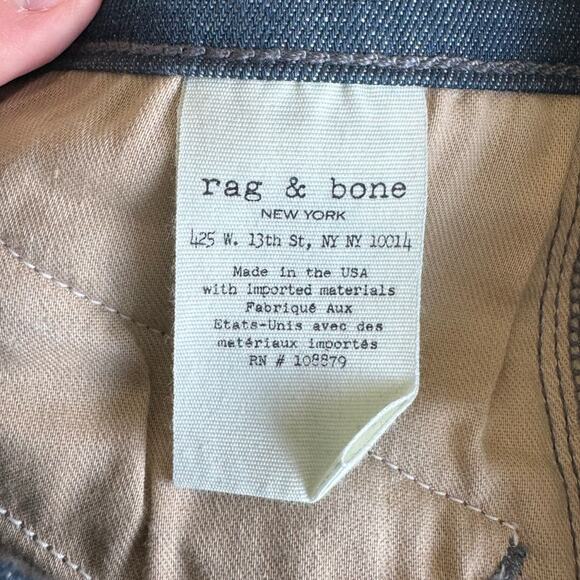 rag & bone
NEW YORK
425 W. 13th St, NY NY 10014
Made in the USA
with imported materials
Fabriqué Aux
Etats-Unis avec des
matériaux importés
RN # 108879